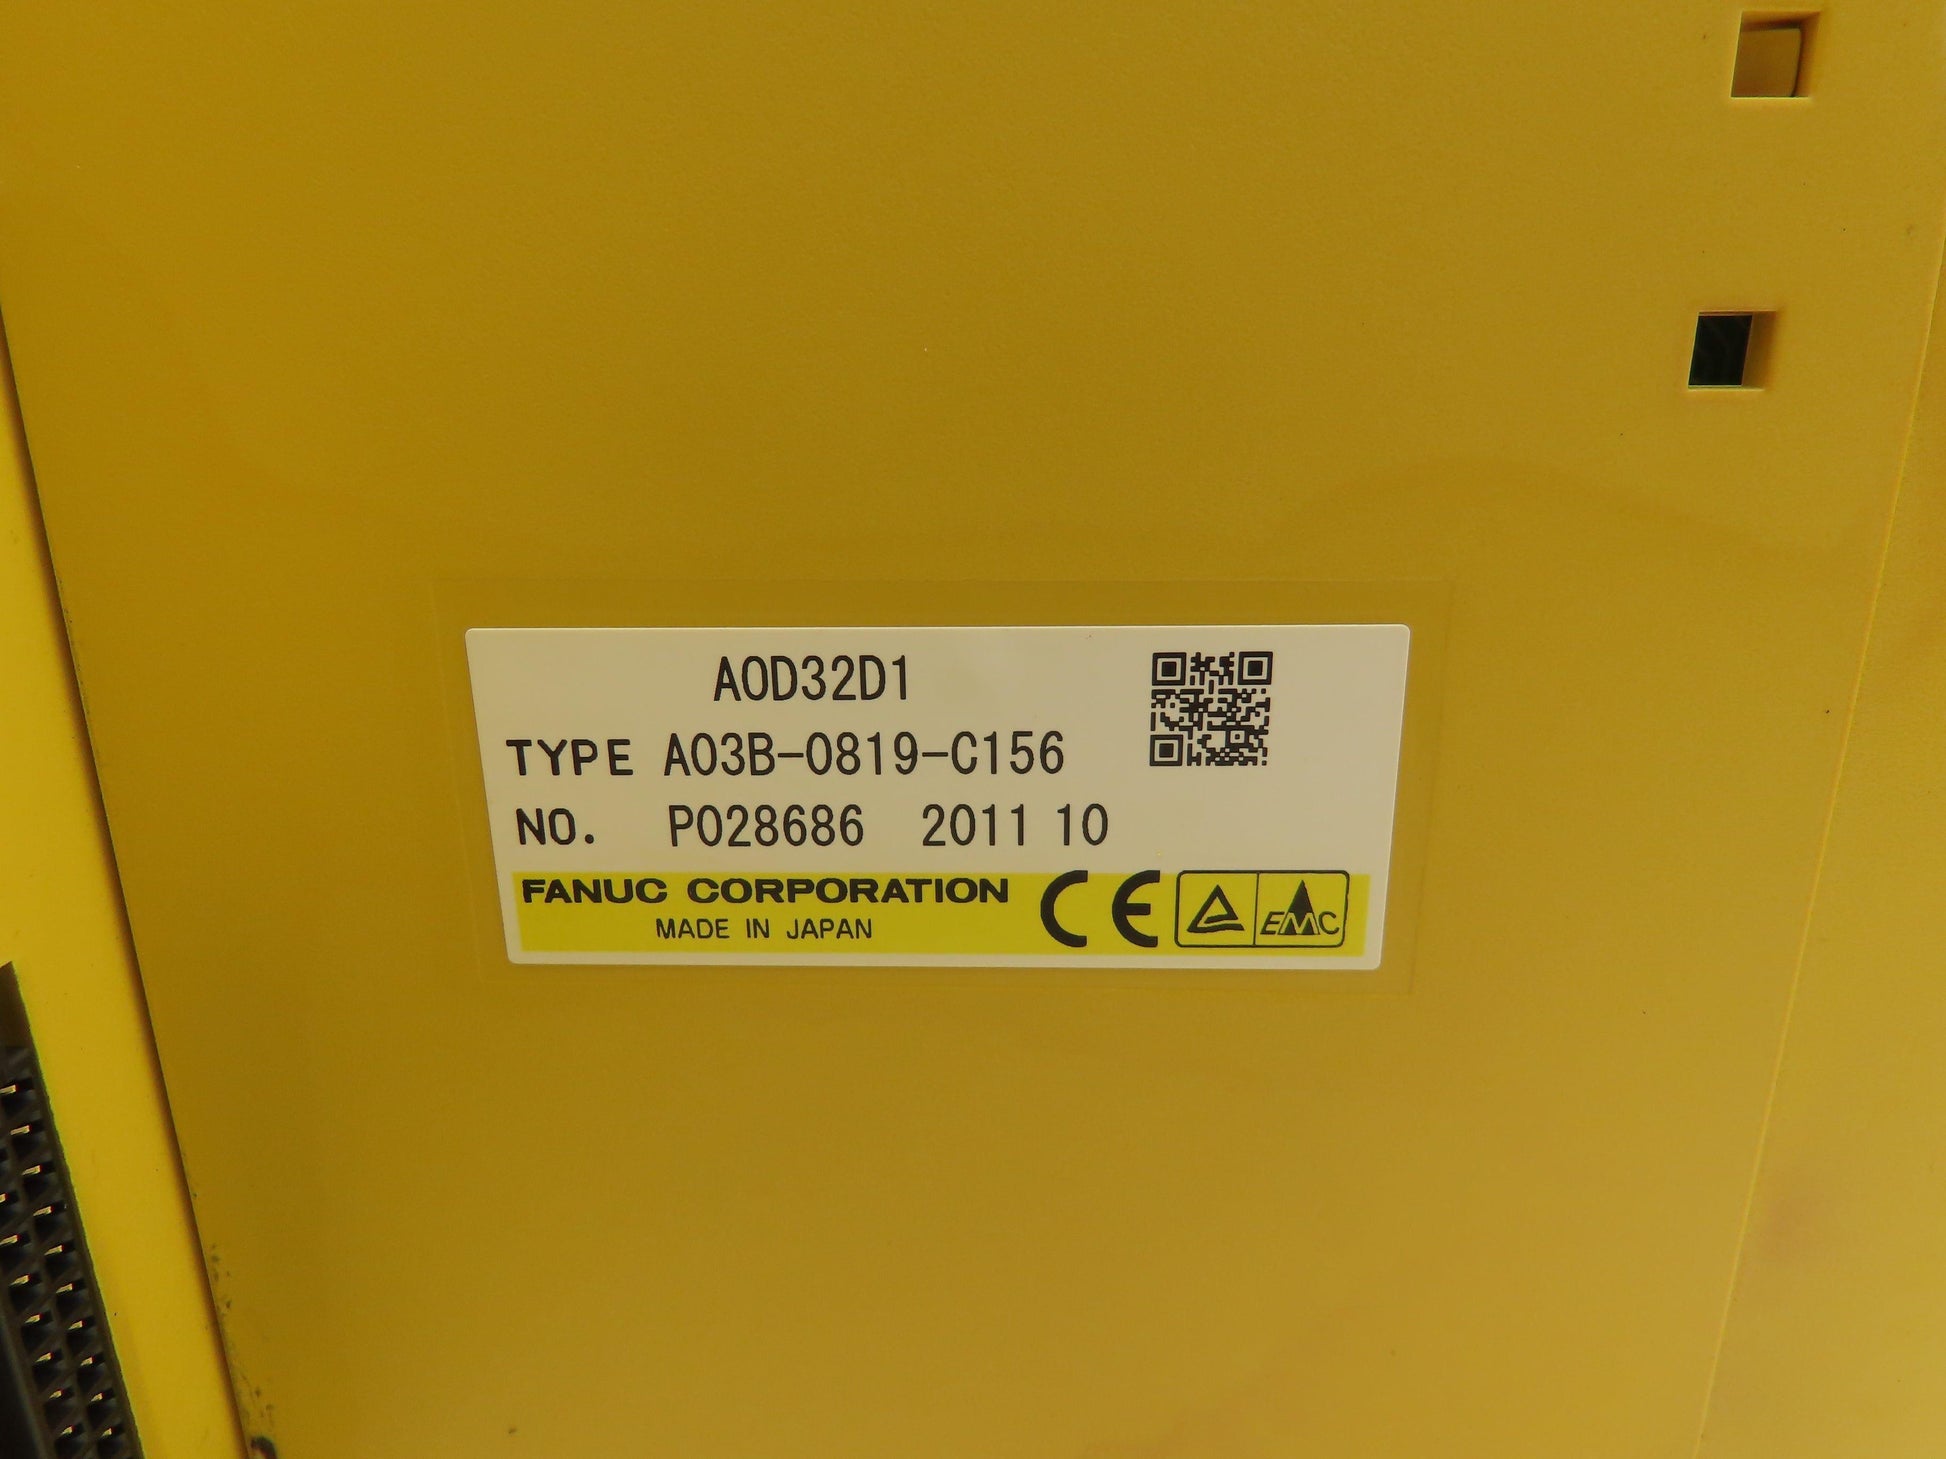 AOD32D1
TYPE A03B-0819-C156
NO. P028686 2011 10
FANUC CORPORATION
MADE IN JAPAN
CE
EMC